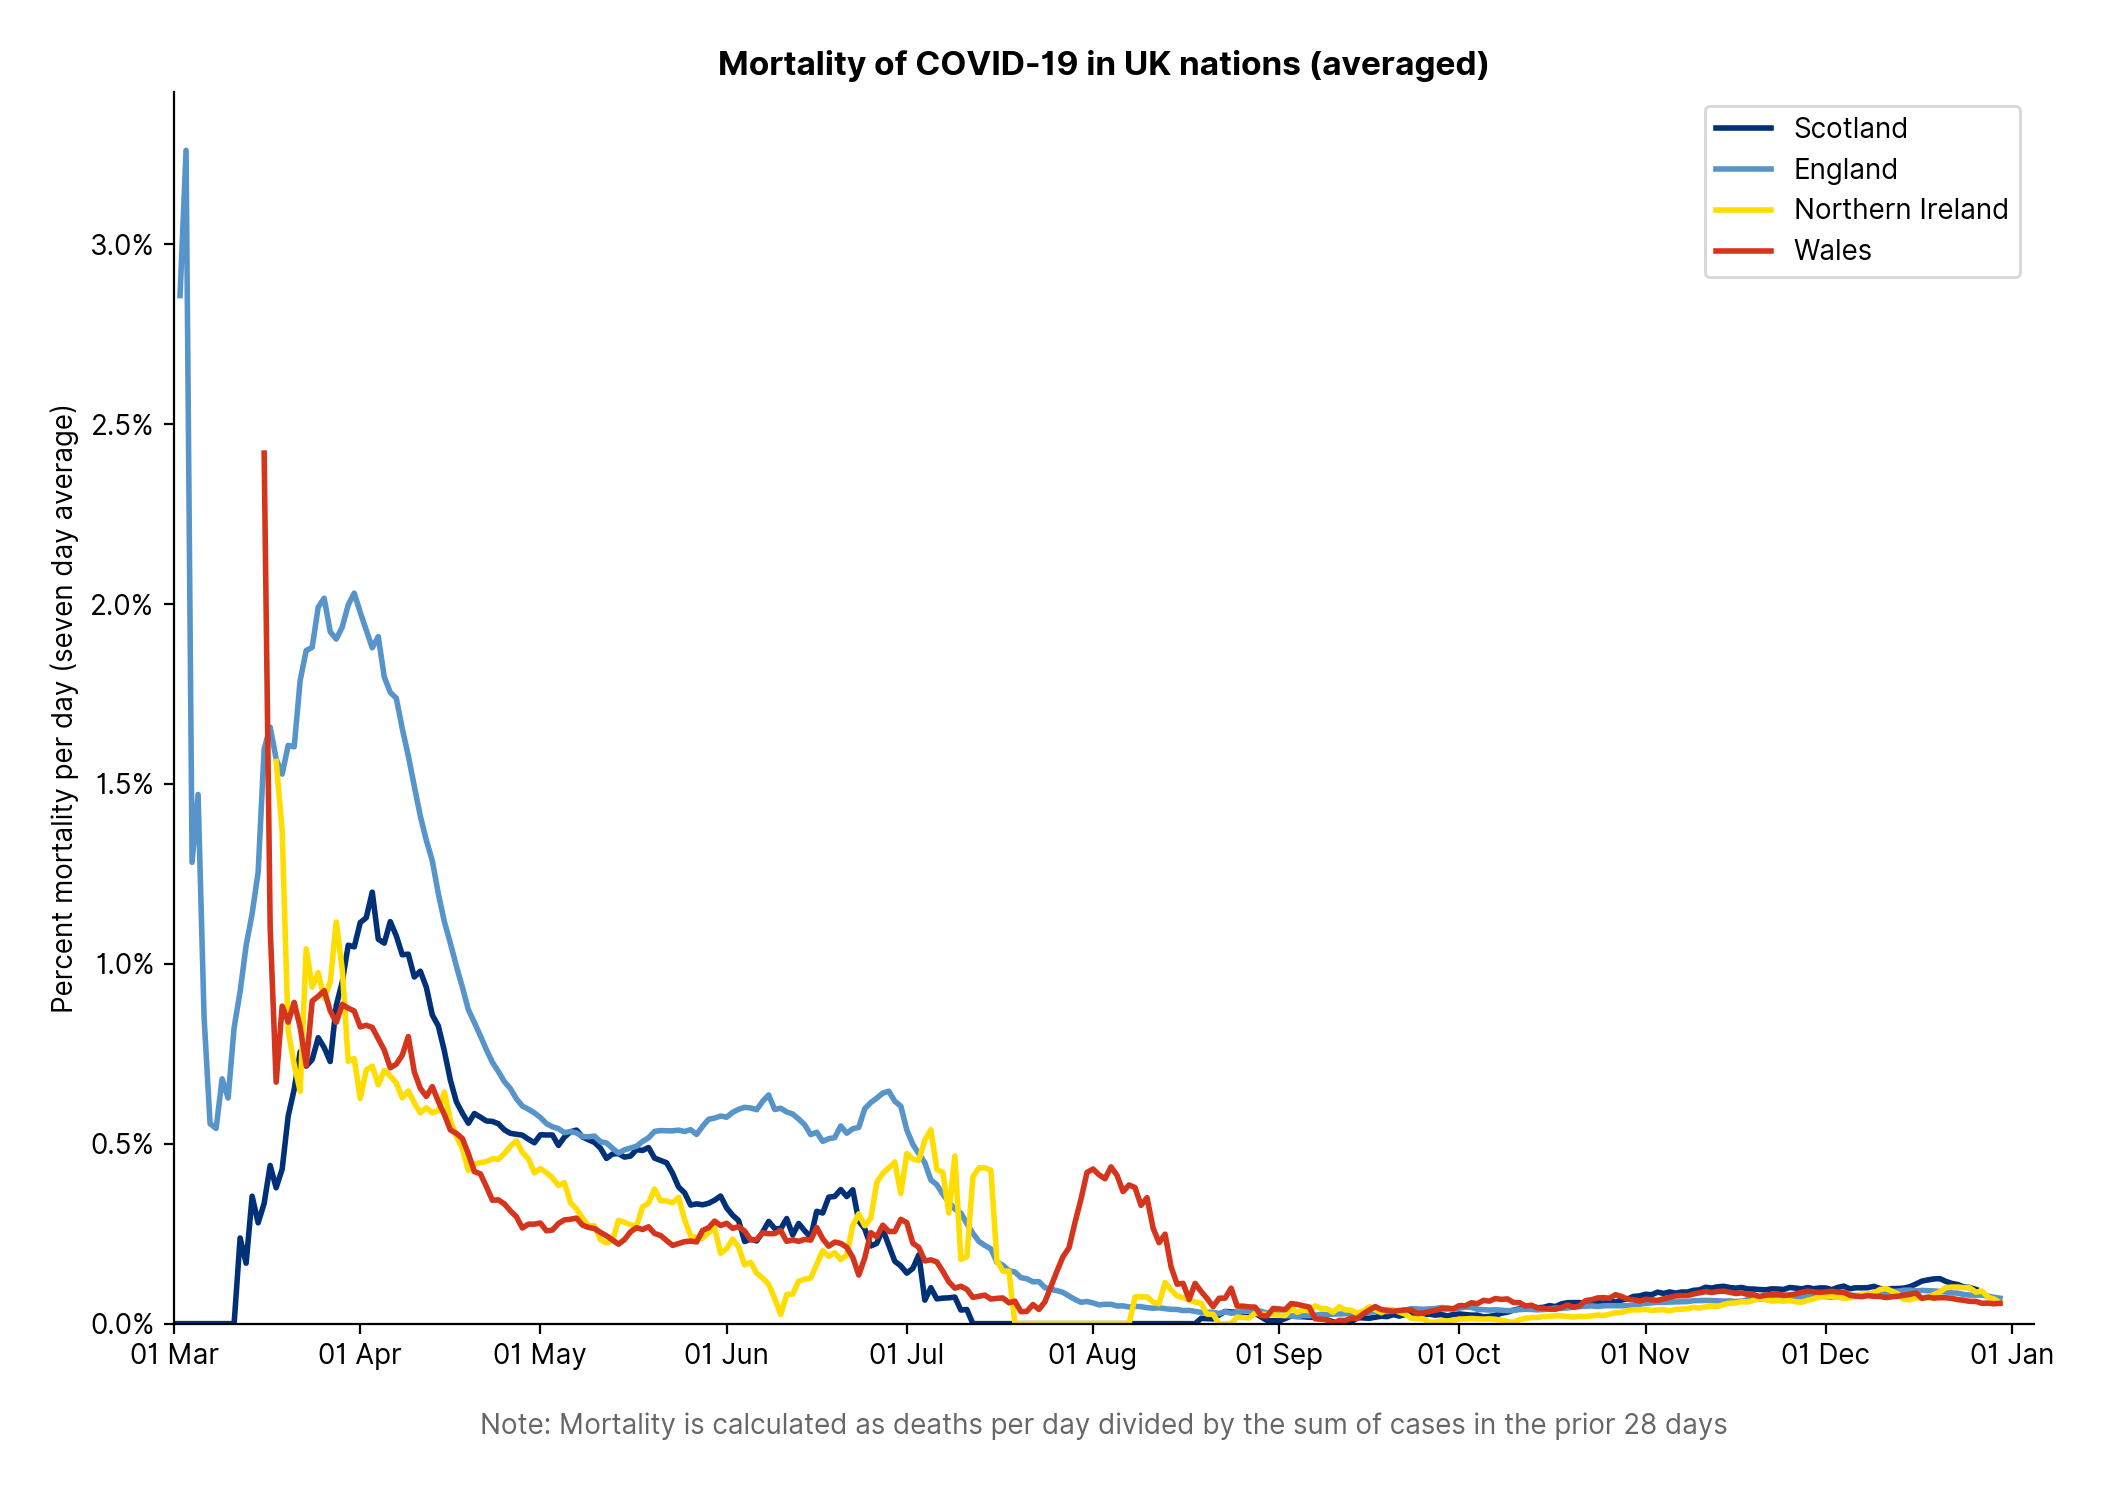 Mortality of COVID-19 in UK nations (averaged)
Scotland
England
Northern Ireland
Wales
Percent mortality per day (seven day average)
3.0%
2.5%
2.0%
1.5%
1.0%
0.5%
0.0%
01 Mar
01 Apr
01 May
01 Jun
01 Jul
01 Aug
01 Sep
01 Oct
01 Nov
01 Dec
01 Jan
Note: Mortality is calculated as deaths per day divided by the sum of cases in the prior 28 days